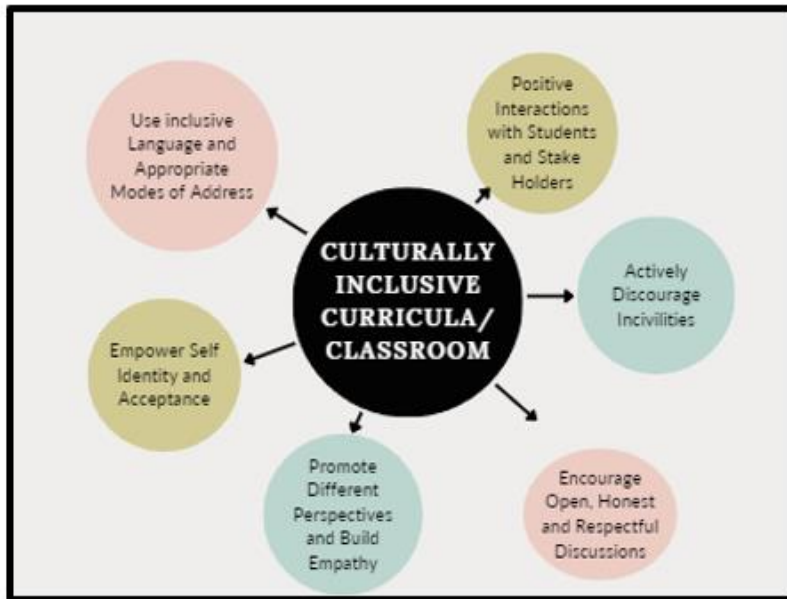 Use inclusive
Language and
Appropriate
Modes of Address
Positive
Interactions
with Students
and Stake
Holders
CULTURALLY
INCLUSIVE
CURRICULA/
CLASSROOM
Actively
Discourage
Incivilities
Empower Self
Identity and
Acceptance
Promote
Different
Perspectives
and Build
Empathy
Encourage
Open, Honest
and Respectful
Discussions